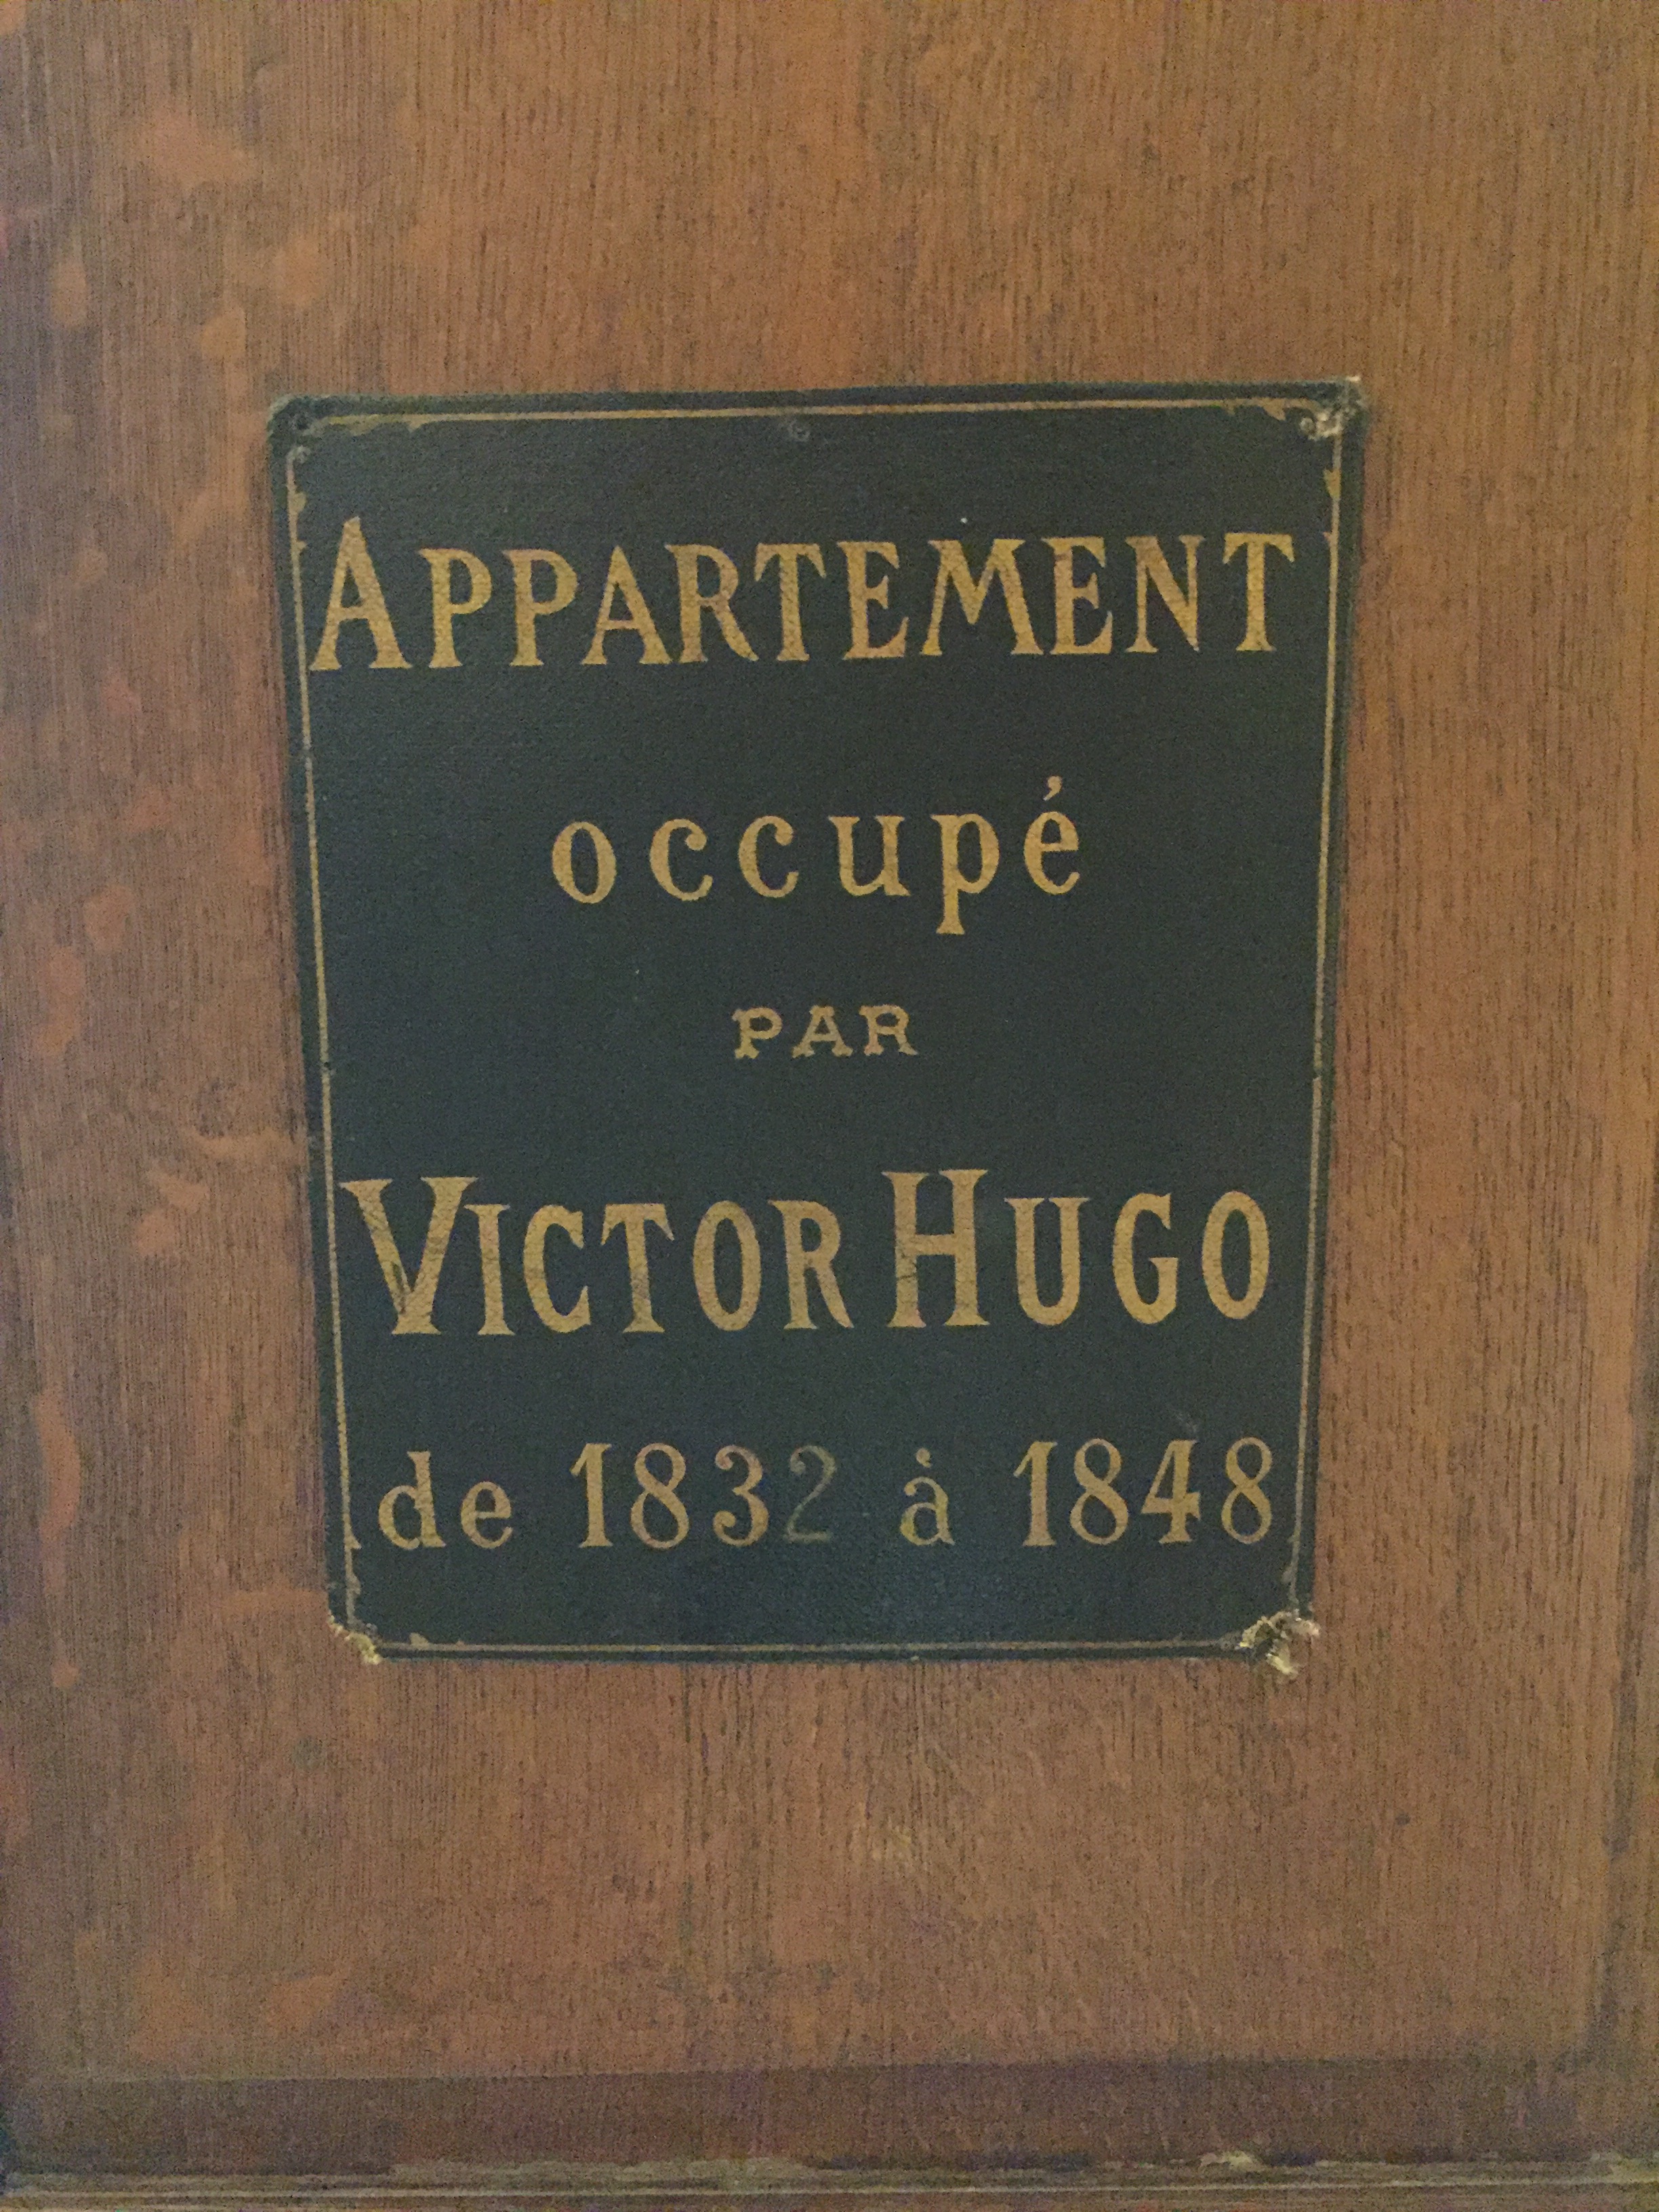 APPARTEMENT
occupé
PAR
VICTOR HUGO
de 1832 à 1848